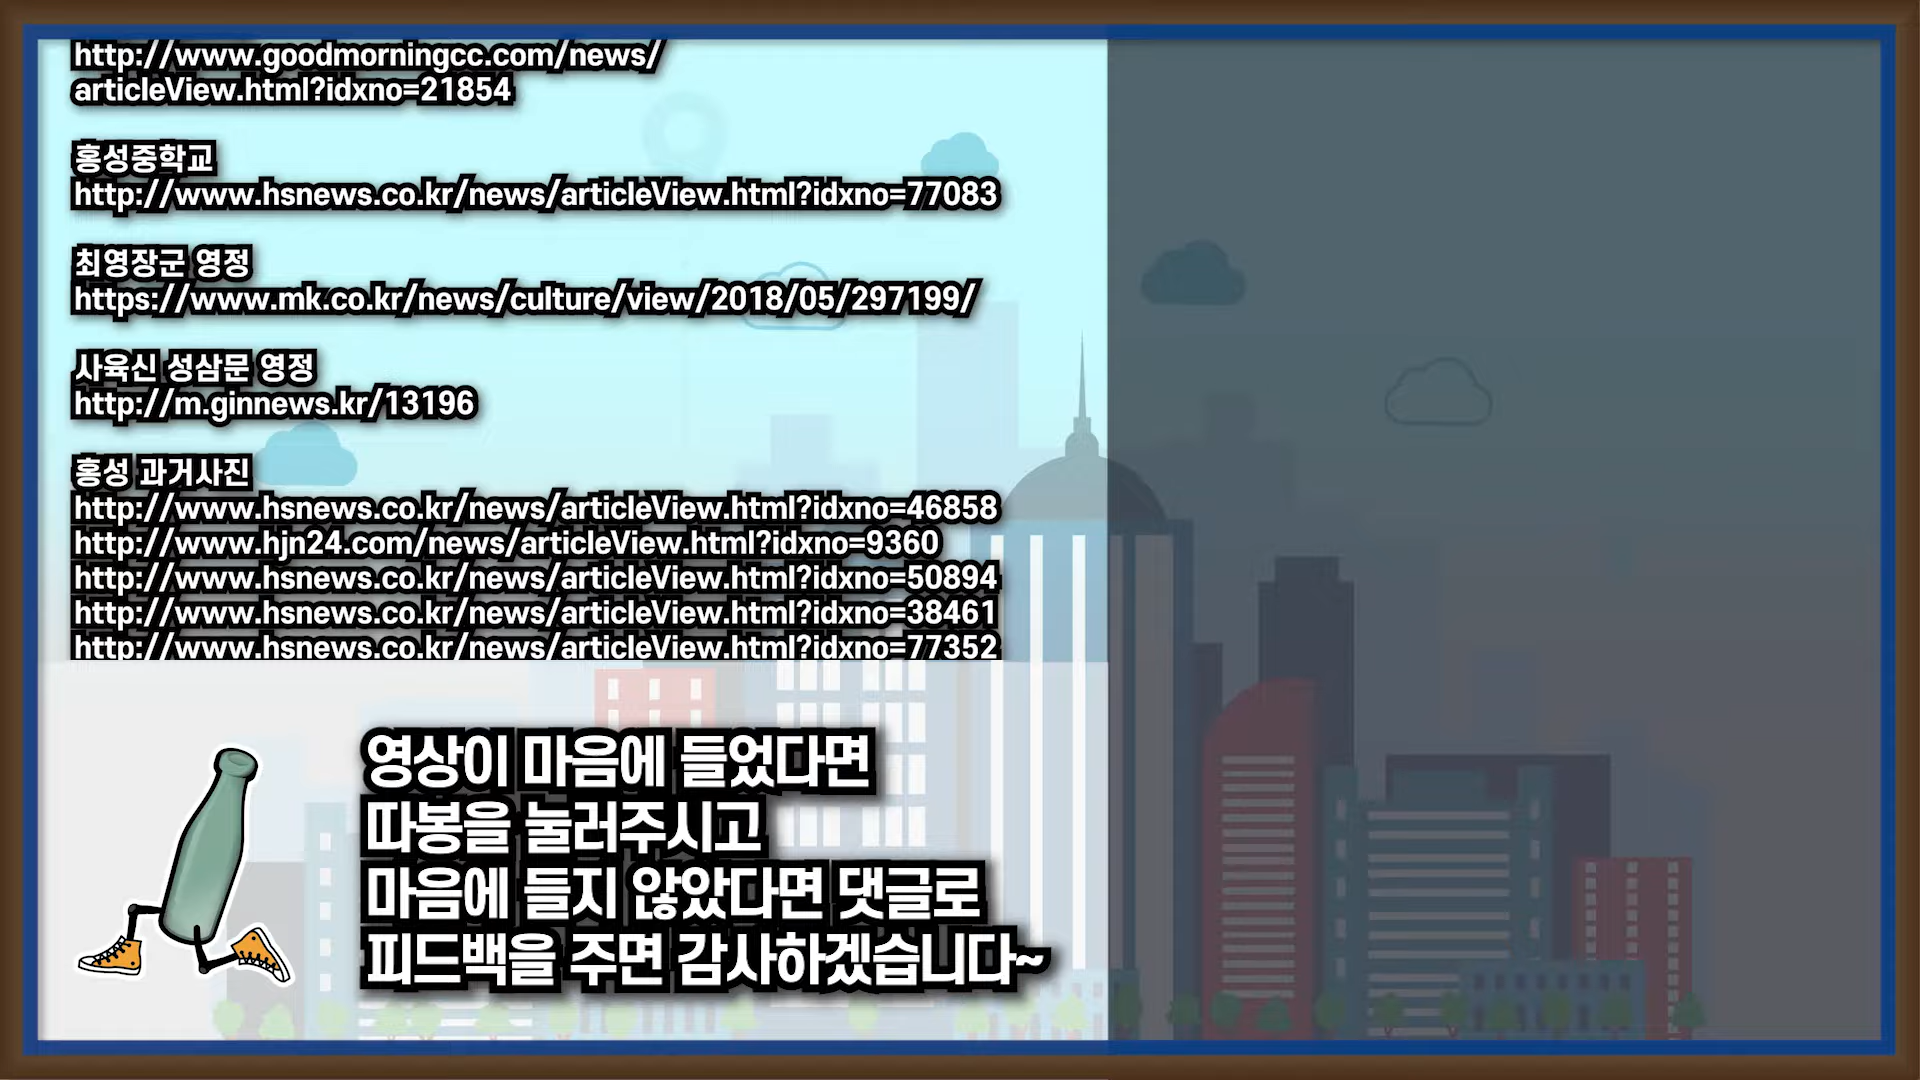 http://www.goodmorningcc.com/news/
articleView.html?idxno=21854
홍성중학교
http://www.hsnews.co.kr/news/articleView.html?idxno=77083
최영장군 영정
https://www.mk.co.kr/news/culture/view/2018/05/297199/
사육신 성삼문 영정
http://m.ginnews.kr/13196
홍성 과거사진
http://www.hsnews.co.kr/news/articleView.html?idxno=46858
http://www.hjn24.com/news/articleView.html?idxno=9360
http://www.hsnews.co.kr/news/articleView.html?idxno=50894
http://www.hsnews.co.kr/news/articleView.html?idxno=38461
http://www.hsnews.co.kr/news/articleView.html?idxno=77352
영상이 마음에 들었다면
따봉을 눌러주시고
마음에 들지 않았다면 댓글로
피드백을 주면 감사하겠습니다~